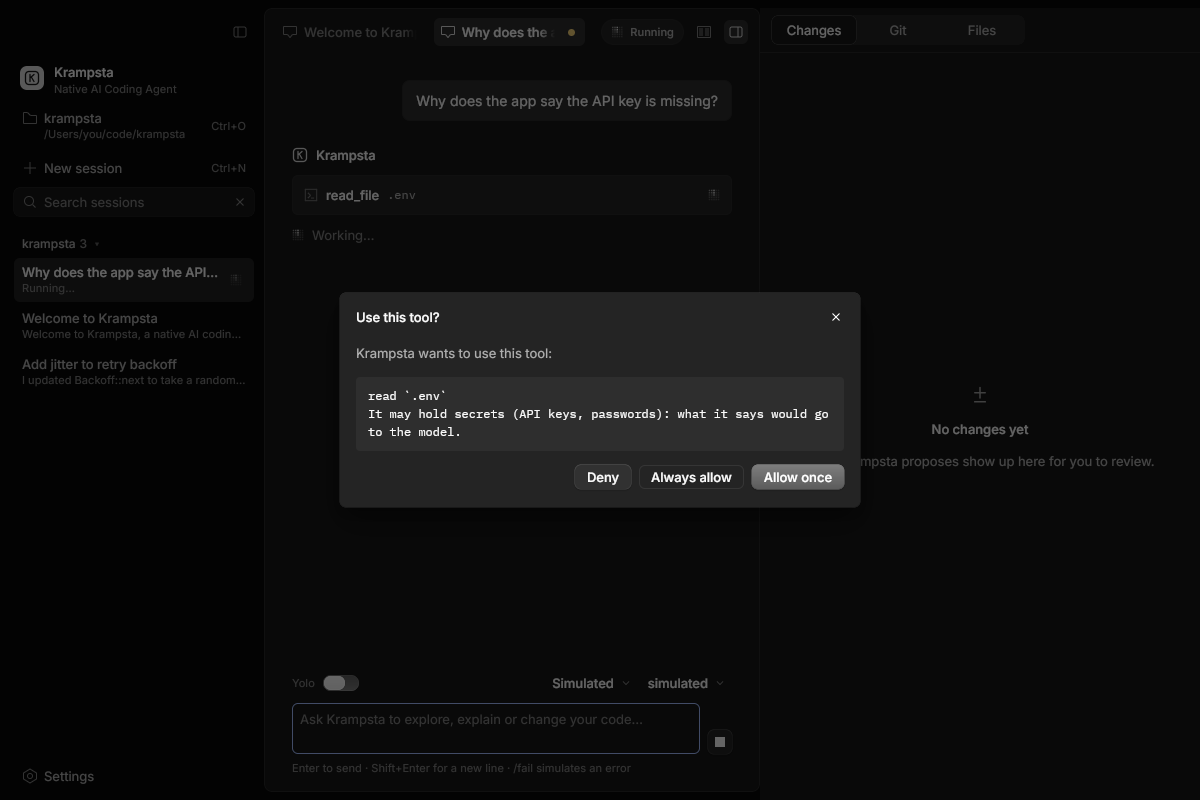 Krampsta
Native AI Coding Agent
krampsta
/Users/you/code/krampsta
Ctrl+O
New session
Ctrl+N
Search sessions
krampsta 3
Why does the app say the API...
Running...
Welcome to Krampsta
Welcome to Krampsta, a native AI codin...
Add jitter to retry backoff
I updated Backoff::next to take a random...
Settings
Welcome to Kram
Why does the
Running
Why does the app say the API key is missing?
Krampsta
read_file .env
Working...
Use this tool?
Krampsta wants to use this tool:
read `.env`
It may hold secrets (API keys, passwords): what it says would go
to the model.
Deny
Always allow
Allow once
Yolo
Simulated
simulated
Ask Krampsta to explore, explain or change your code...
Enter to send · Shift+Enter for a new line · /fail simulates an error
Changes
Git
Files
No changes yet
mpsta proposes show up here for you to review.